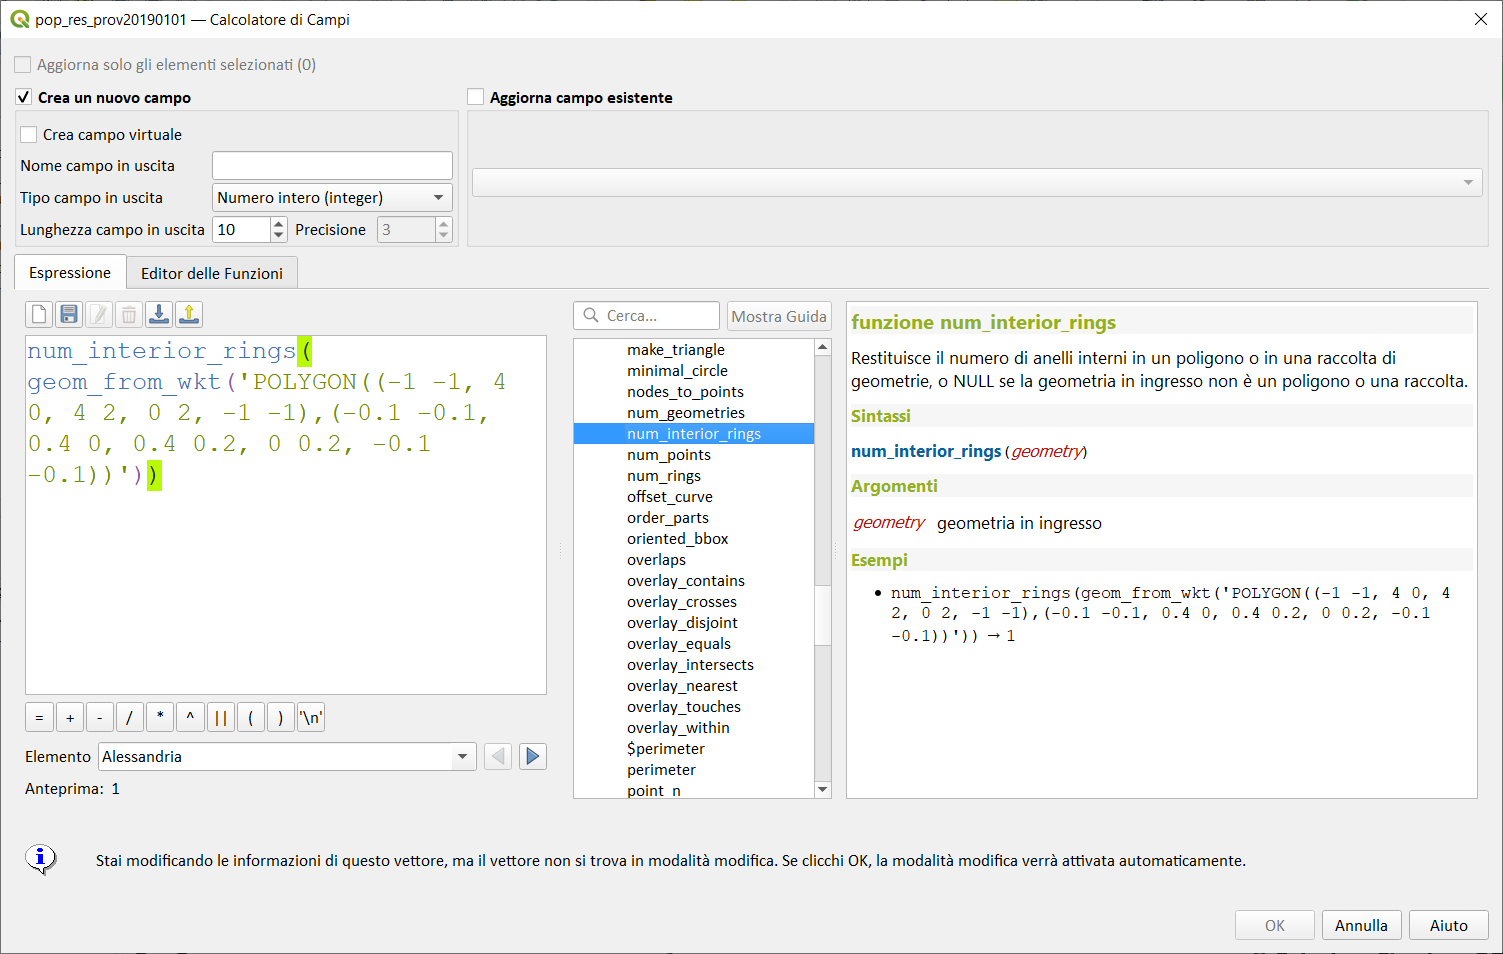 pop_res_prov20190101 — Calcolatore di Campi
Aggiorna solo gli elementi selezionati (0)
Crea un nuovo campo
Aggiorna campo esistente
Crea campo virtuale
Nome campo in uscita
Tipo campo in uscita
Numero intero (integer)
Lunghezza campo in uscita
10
Precisione
3
Espressione
Editor delle Funzioni
num_interior_rings(
geom_from_wkt('POLYGON((-1 -1, 4
0, 4 2, 0 2, -1 -1),(-0.1 -0.1,
0.4 0, 0.4 0.2, 0 0.2, -0.1
-0.1))'))
= + - / * ^ || ( ) '\n'
Elemento
Alessandria
Anteprima: 1
Cerca...
Mostra Guida
make_triangle
minimal_circle
nodes_to_points
num_geometries
num_interior_rings
num_points
num_rings
offset_curve
order_parts
oriented_bbox
overlaps
overlay_contains
overlay_crosses
overlay_disjoint
overlay_equals
overlay_intersects
overlay_nearest
overlay_touches
overlay_within
$perimeter
perimeter
point_n
funzione num_interior_rings
Restituisce il numero di anelli interni in un poligono o in una raccolta di
geometrie, o NULL se la geometria in ingresso non è un poligono o una raccolta.
Sintassi
num_interior_rings(geometry)
Argomenti
geometry geometria in ingresso
Esempi
• num_interior_rings(geom_from_wkt('POLYGON((-1 -1, 4 0, 4
2, 0 2, -1 -1),(-0.1 -0.1, 0.4 0, 0.4 0.2, 0 0.2, -0.1
-0.1))')) → 1
Stai modificando le informazioni di questo vettore, ma il vettore non si trova in modalità modifica. Se clicchi OK, la modalità modifica verrà attivata automaticamente.
OK
Annulla
Aiuto